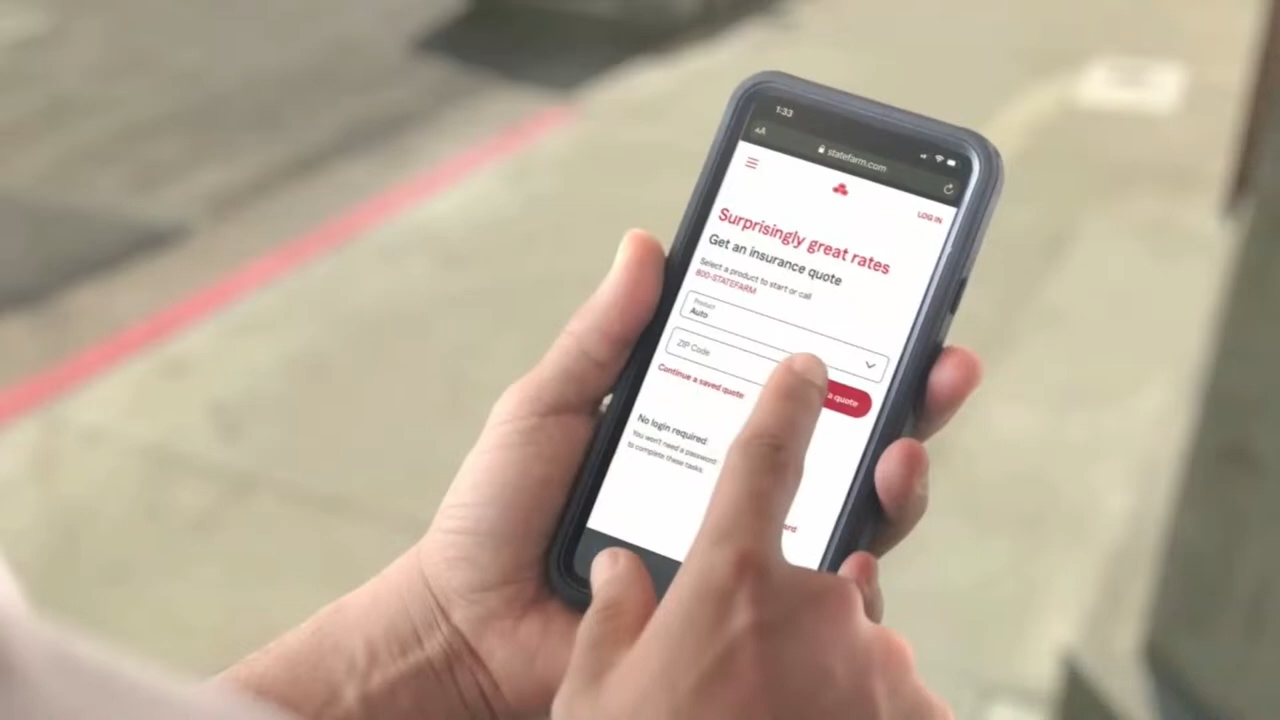 1:33
AA
statefarm.com
LOG IN
Surprisingly great rates
Get an insurance quote
Select a product to start or call
800-STATEFARM
Product
Auto
ZIP Code
a quote
Continue a saved quote
No login required
You won't need a password
to complete these tasks.